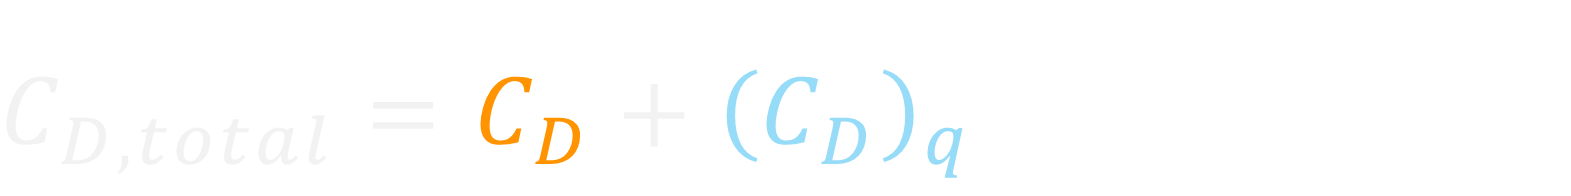 C_{D,total} = C_D + (C_D)_q